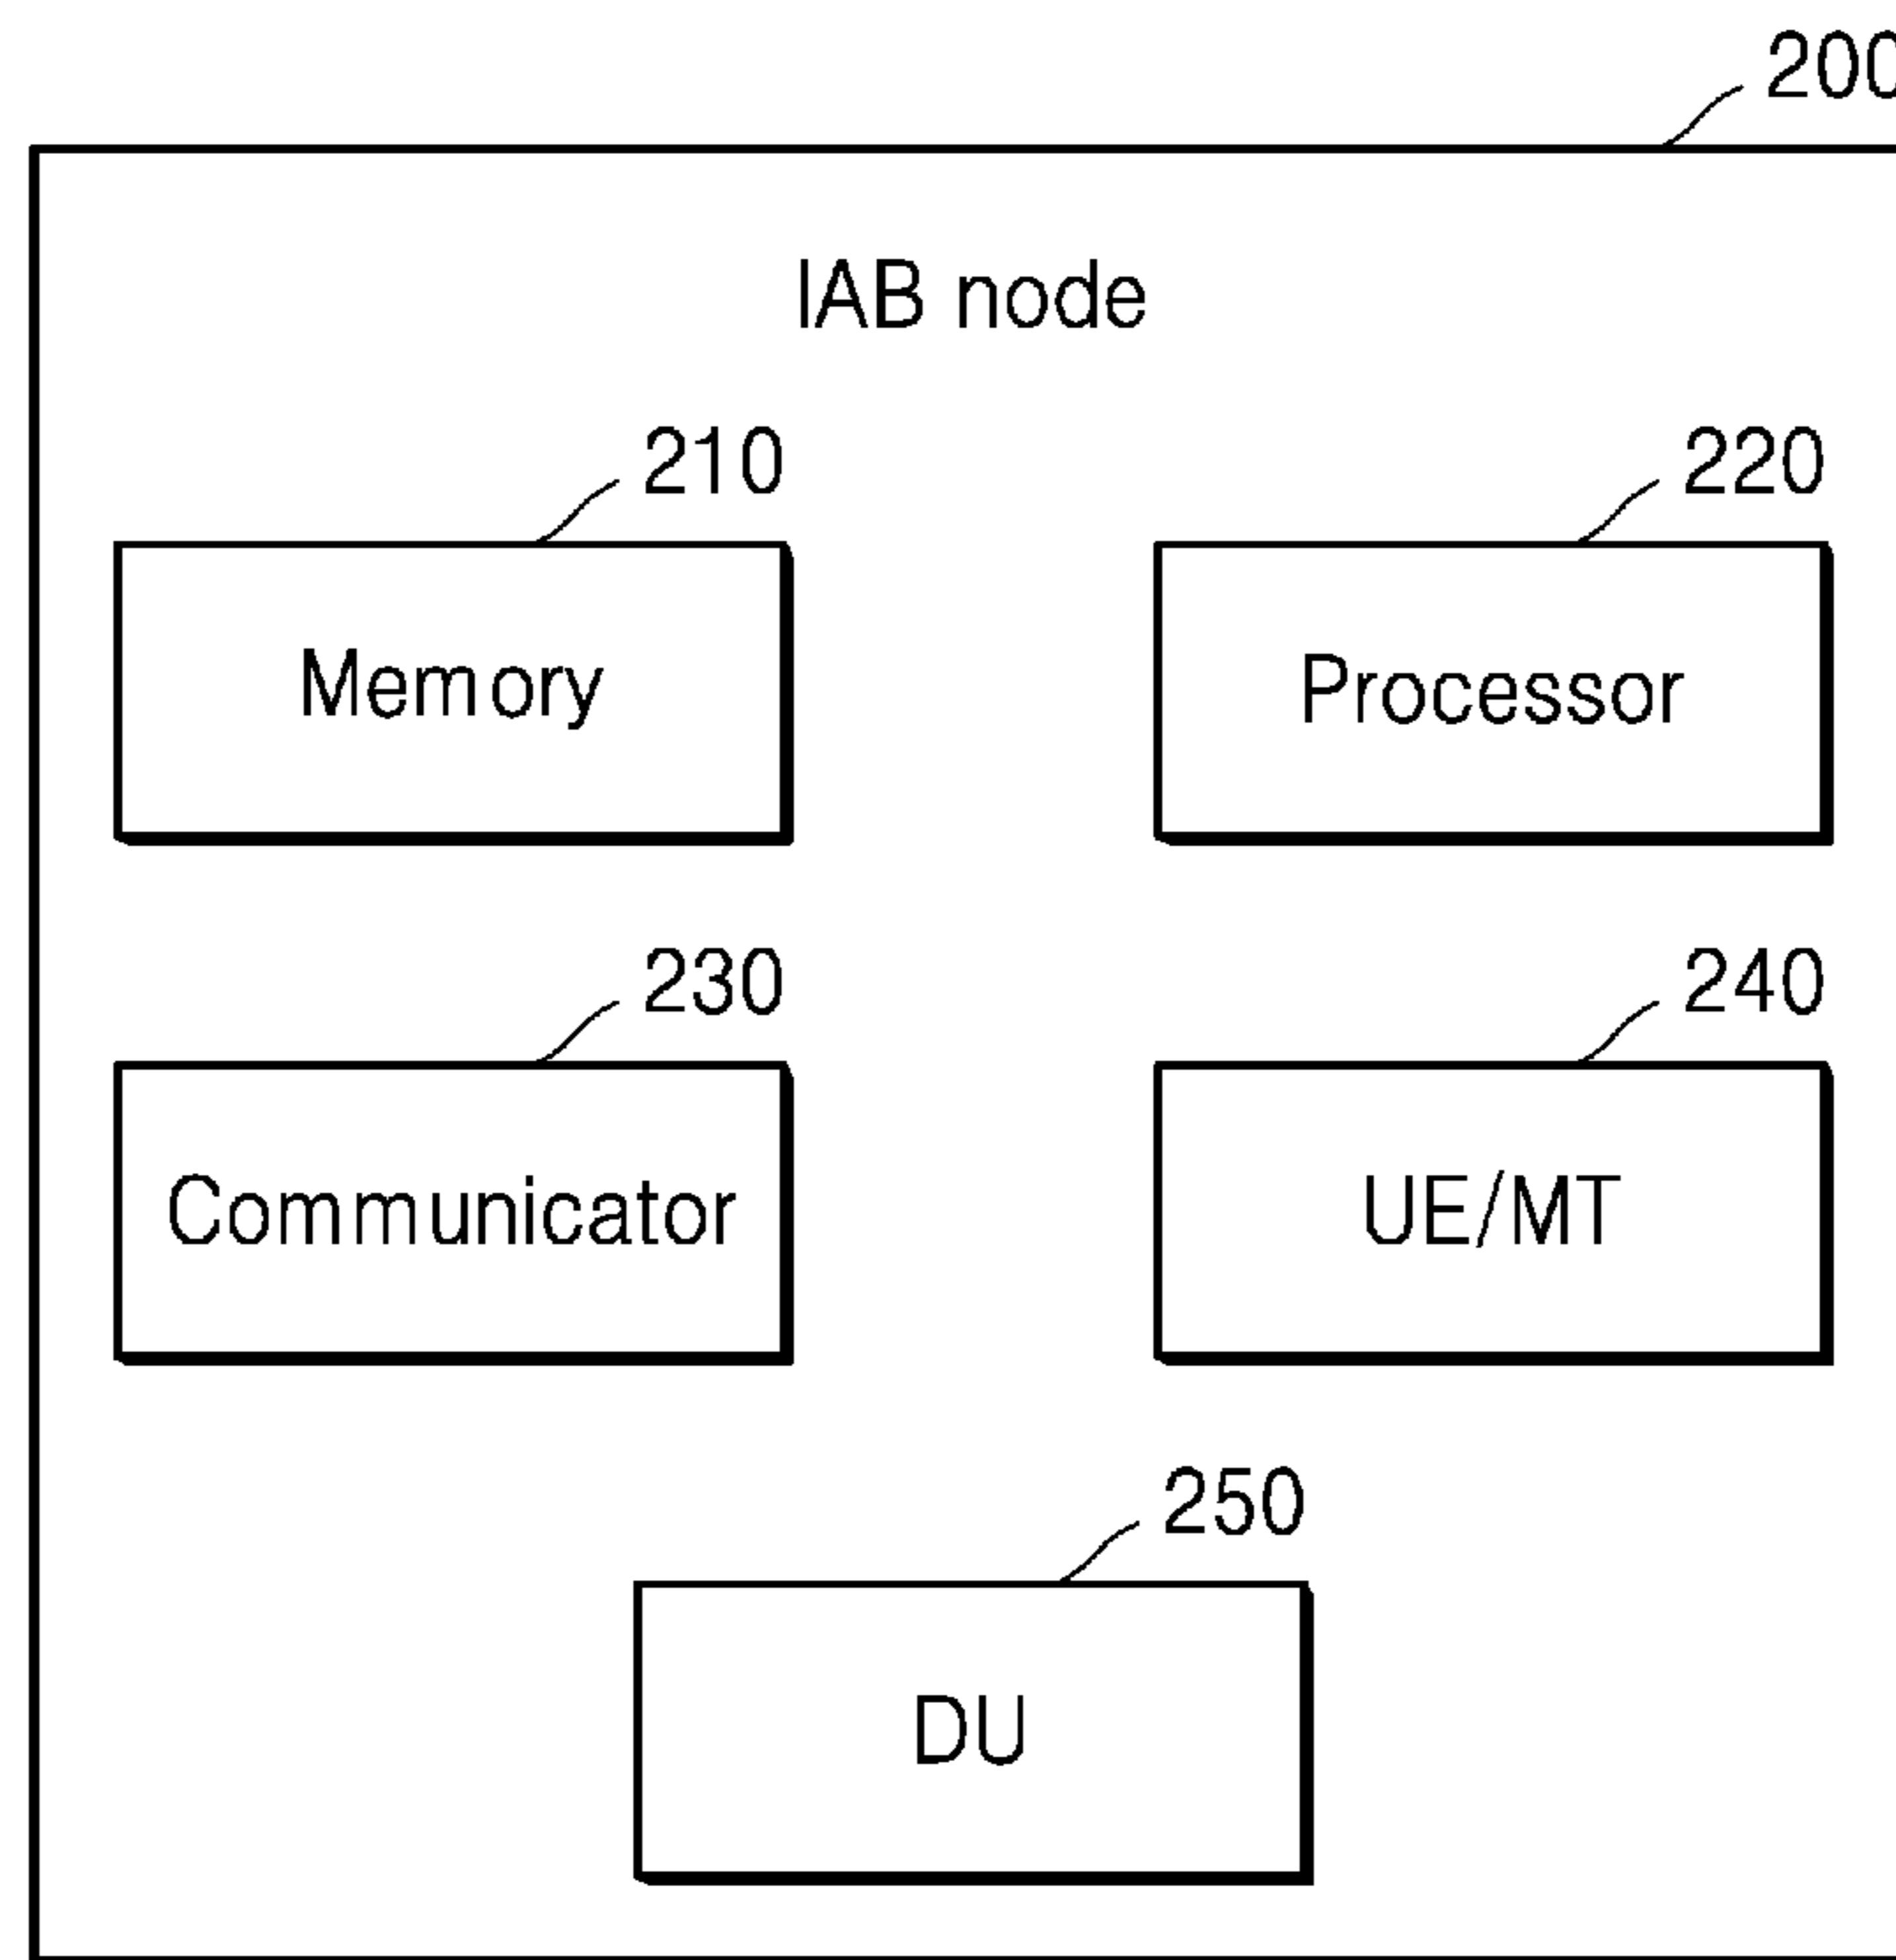 200
IAB node
210
220
Memory
Processor
230
240
Communicator
UE/MT
250
DU